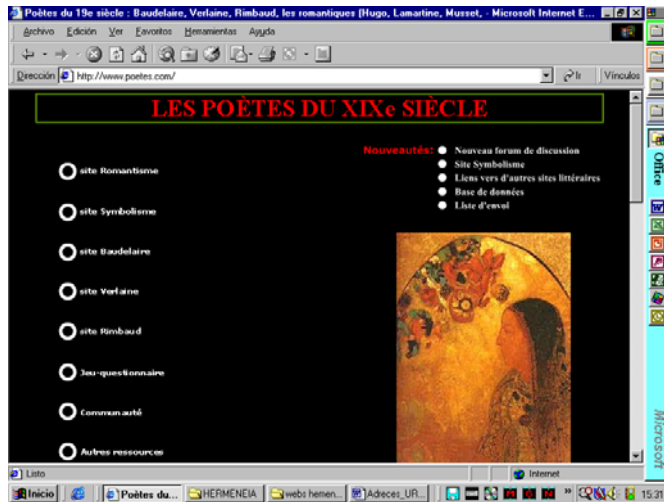 Poètes du 19e siècle : Baudelaire, Verlaine, Rimbaud, les romantiques (Hugo, Lamartine, Musset, - Microsoft Internet E...
Archivo Edición Ver Favoritos Herramientas Ayuda
Dirección http://www.poetes.com/ Ir Vínculos
LES POÈTES DU XIXe SIÈCLE
Nouveautés:
Nouveau forum de discussion
Site Symbolisme
Liens vers d'autres sites littéraires
Base de données
Liste d'envoi
site Romantisme
site Symbolisme
site Baudelaire
site Verlaine
site Rimbaud
Jeu-questionnaire
Communauté
Autres ressources
Office
Microsoft
Listo Internet
Inicio Poètes du... HERMENEIA webs hemen... Adreces_UR... 15:31